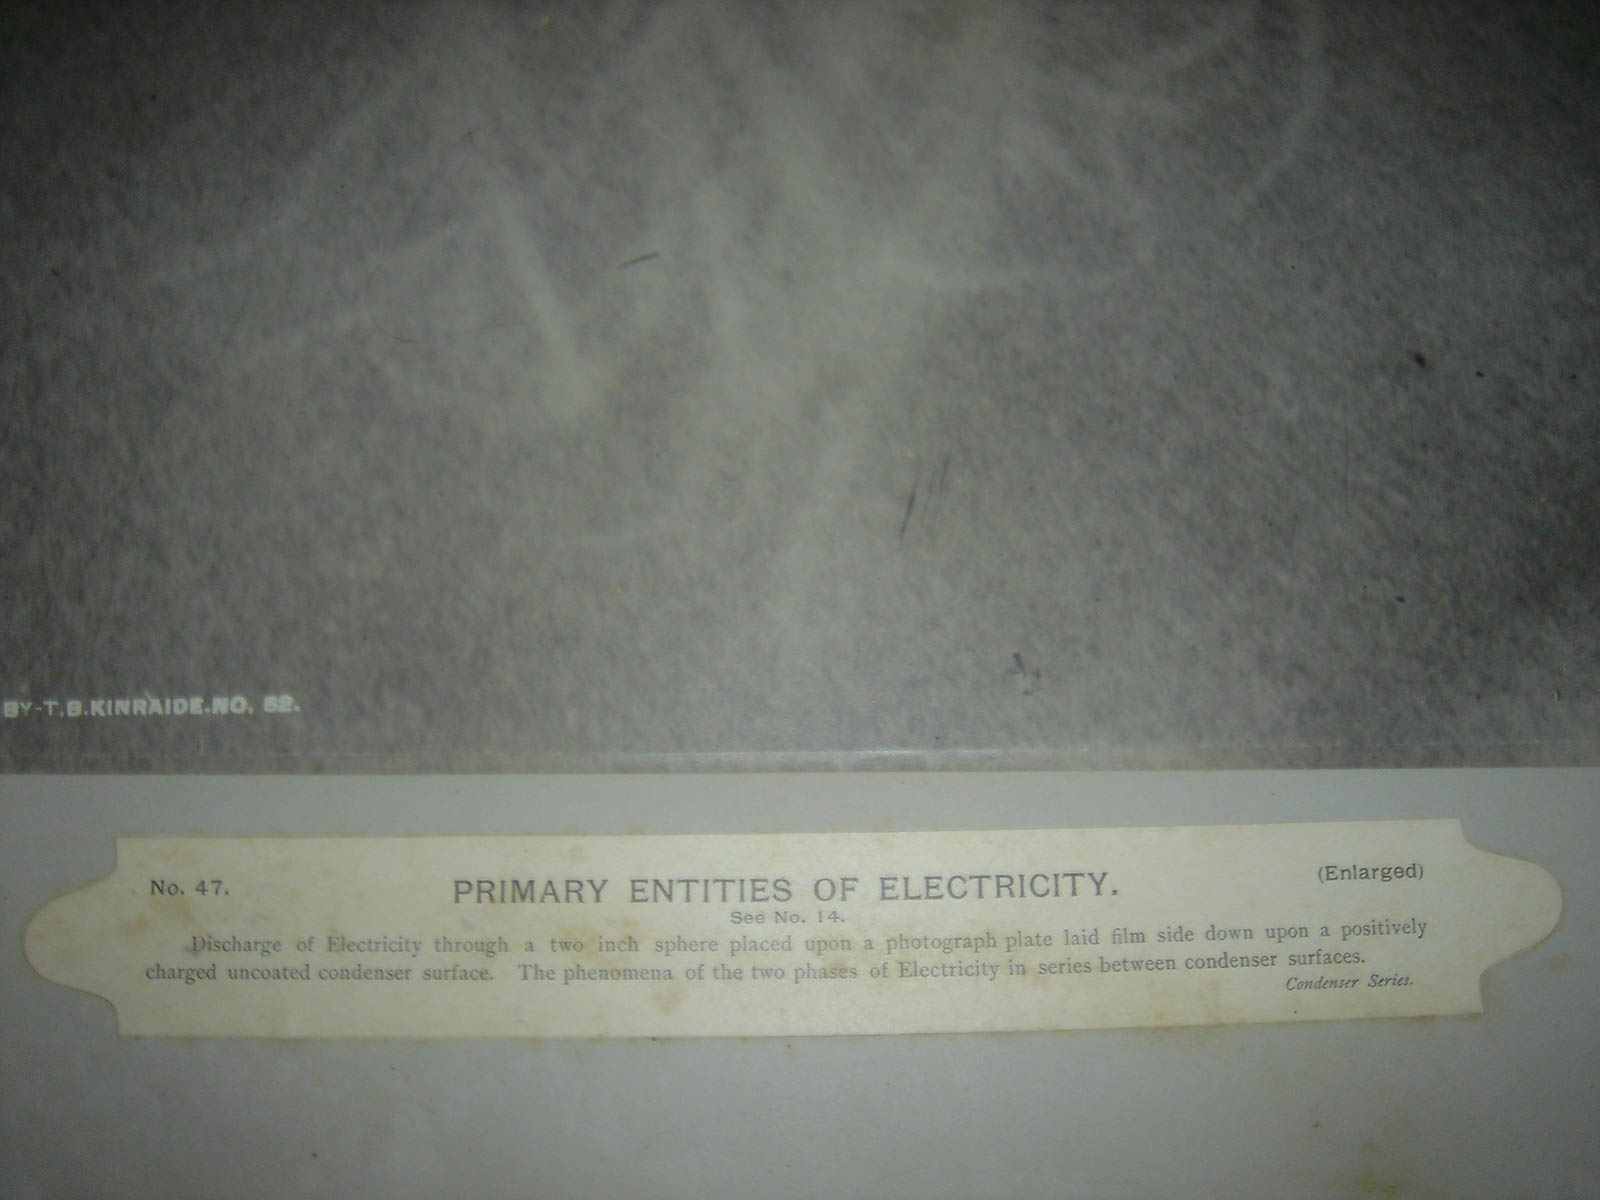 BY-T.B.KINRAIDE.NO. 52.
No. 47.
PRIMARY ENTITIES OF ELECTRICITY.
(Enlarged)
See No. 14.
Discharge of Electricity through a two inch sphere placed upon a photograph plate laid film side down upon a positively
charged uncoated condenser surface. The phenomena of the two phases of Electricity in series between condenser surfaces.
Condenser Series.